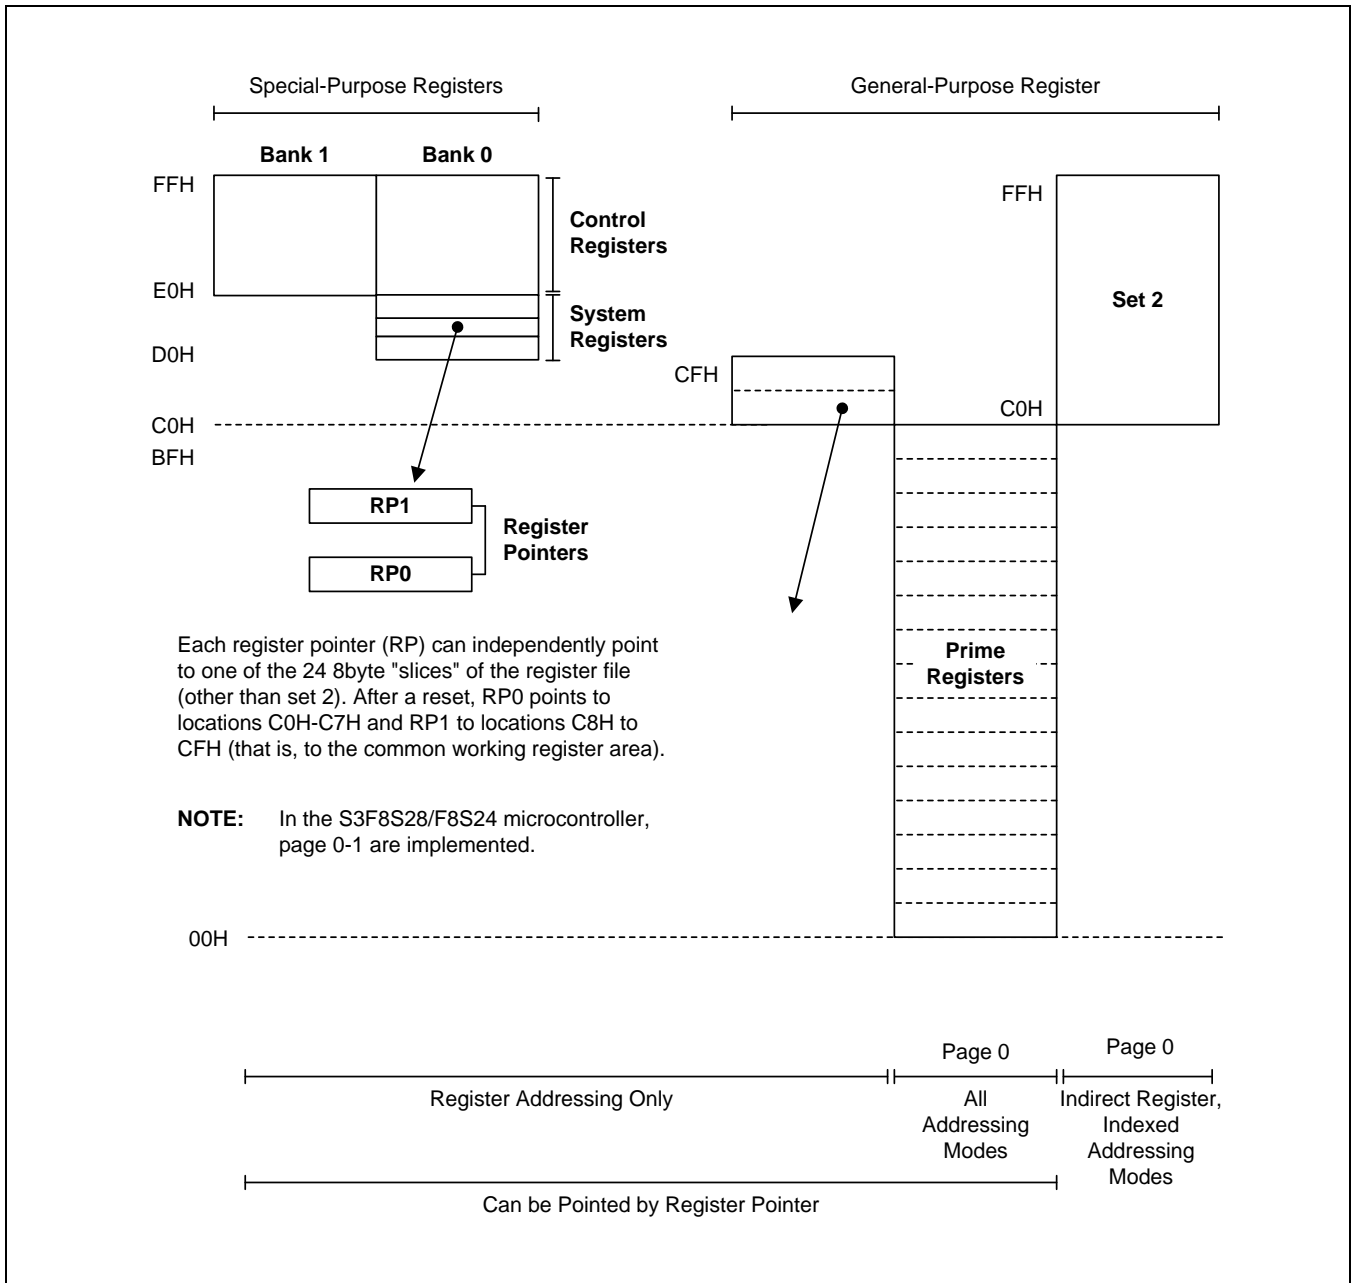 Special-Purpose Registers
General-Purpose Register
Bank 1
Bank 0
FFH
FFH
Control
Registers
E0H
Set 2
System
Registers
D0H
CFH
C0H
C0H
BFH
RP1
Register
Pointers
RP0
Each register pointer (RP) can independently point
to one of the 24 8byte "slices" of the register file
(other than set 2). After a reset, RP0 points to
locations C0H-C7H and RP1 to locations C8H to
CFH (that is, to the common working register area).
Prime
Registers
NOTE: In the S3F8S28/F8S24 microcontroller,
page 0-1 are implemented.
00H
Page 0
Page 0
Register Addressing Only
All
Addressing
Modes
Indirect Register,
Indexed
Addressing
Modes
Can be Pointed by Register Pointer